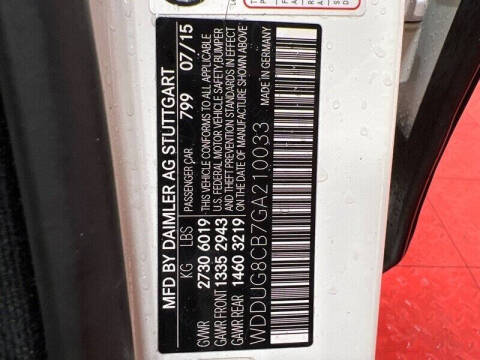 MFD BY DAIMLER AG STUTTGART
PASSENGER CAR 799 07/15
KG LBS
GVWR 2730 6019
GAWR FRONT 1335 2943
GAWR REAR 1460 3219
THIS VEHICLE CONFORMS TO ALL APPLICABLE
U.S. FEDERAL MOTOR VEHICLE SAFETY,BUMPER
AND THEFT PREVENTION STANDARDS IN EFFECT
ON THE DATE OF MANUFACTURE SHOWN ABOVE
WDDUG8CB7GA210033
MADE IN GERMANY